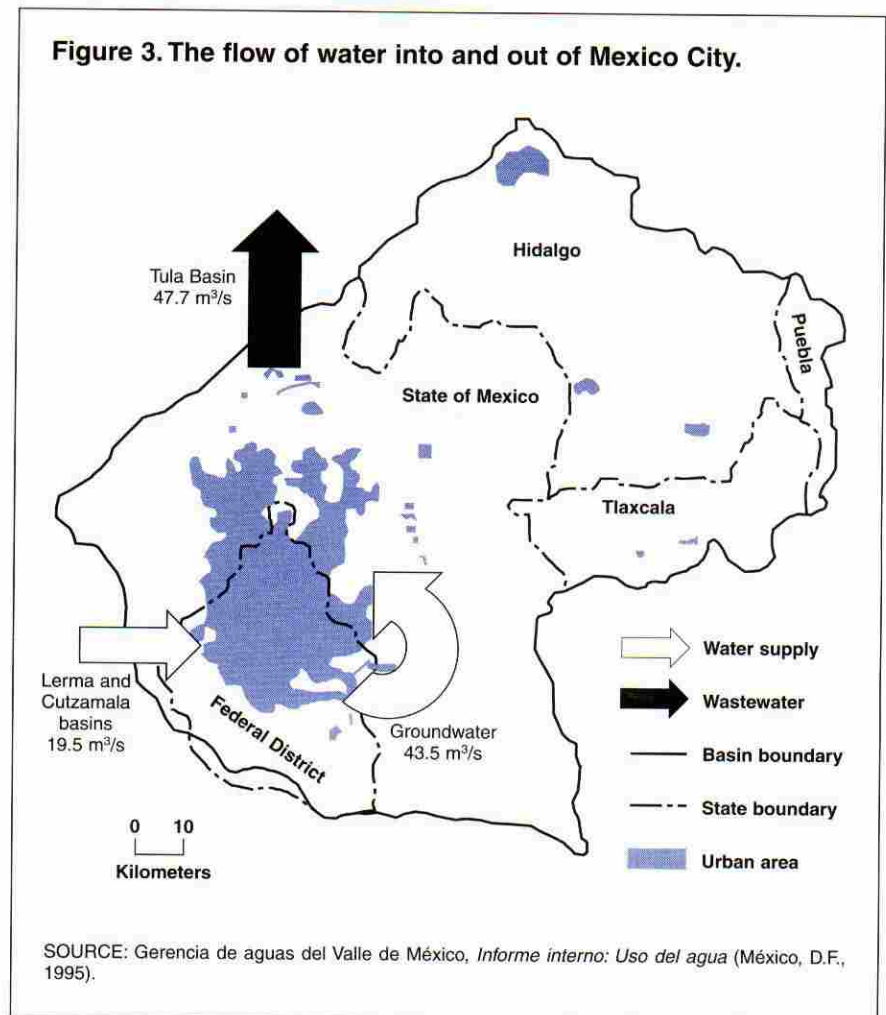 Figure 3. The flow of water into and out of Mexico City.
Hidalgo
Tula Basin
47.7 m³/s
Puebla
State of Mexico
Tlaxcala
Lerma and
Cutzamala
basins
19.5 m³/s
Federal District
Groundwater
43.5 m³/s
Water supply
Wastewater
Basin boundary
State boundary
Urban area
0 10
Kilometers
SOURCE: Gerencia de aguas del Valle de México, Informe interno: Uso del agua (México, D.F.,
1995).